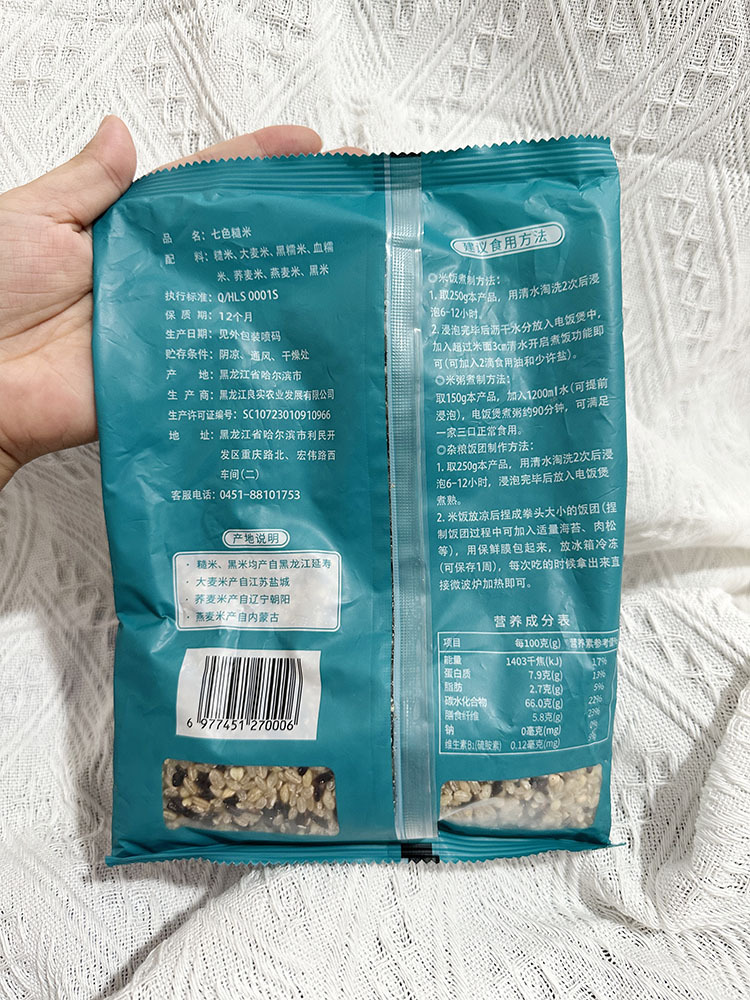 品 名：七色糙米
配 料：糙米、大麦米、黑糯米、血糯
米、荞麦米、燕麦米、黑米
执行标准：Q/HLS 0001S
保 质 期：12个月
生产日期：见外包装喷码
贮存条件：阴凉、通风、干燥处
产 地：黑龙江省哈尔滨市
生 产 商：黑龙江良实农业发展有限公司
生产许可证编号：SC10723010910966
地 址：黑龙江省哈尔滨市利民开
发区重庆路北、宏伟路西
车间(二)
客服电话：0451-88101753
产地说明
· 糙米、黑米均产自黑龙江延寿
· 大麦米产自江苏盐城
· 荞麦米产自辽宁朝阳
· 燕麦米产自内蒙古
6 977451 270006
建议食用方法
◎米饭煮制方法：
1. 取250g本产品，用清水淘洗2次后浸
泡6-12小时。
2. 浸泡完毕后沥干水分放入电饭煲中，
加入超过米面3cm清水开启煮饭功能即
可(可加入2滴食用油和少许盐)。
◎米粥煮制方法：
取150g本产品，加入1200ml水(可提前
浸泡)，电饭煲煮粥约90分钟，可满足
一家三口正常食用。
◎杂粮饭团制作方法：
1. 取250g本产品，用清水淘洗2次后浸
泡6-12小时，浸泡完毕后放入电饭煲
煮熟。
2. 米饭放凉后捏成拳头大小的饭团(捏
制饭团过程中可加入适量海苔、肉松
等)，用保鲜膜包起来，放冰箱冷冻
(可保存1周)，每次吃的时候拿出来直
接微波炉加热即可。
营养成分表
项目 每100克(g) 营养素参考值%
能量 1403千焦(kJ) 17%
蛋白质 7.9克(g) 13%
脂肪 2.7克(g) 5%
碳水化合物 66.0克(g) 22%
膳食纤维 5.8克(g) 23%
钠 0毫克(mg)
维生素B₁(硫胺素) 0.12毫克(mg)